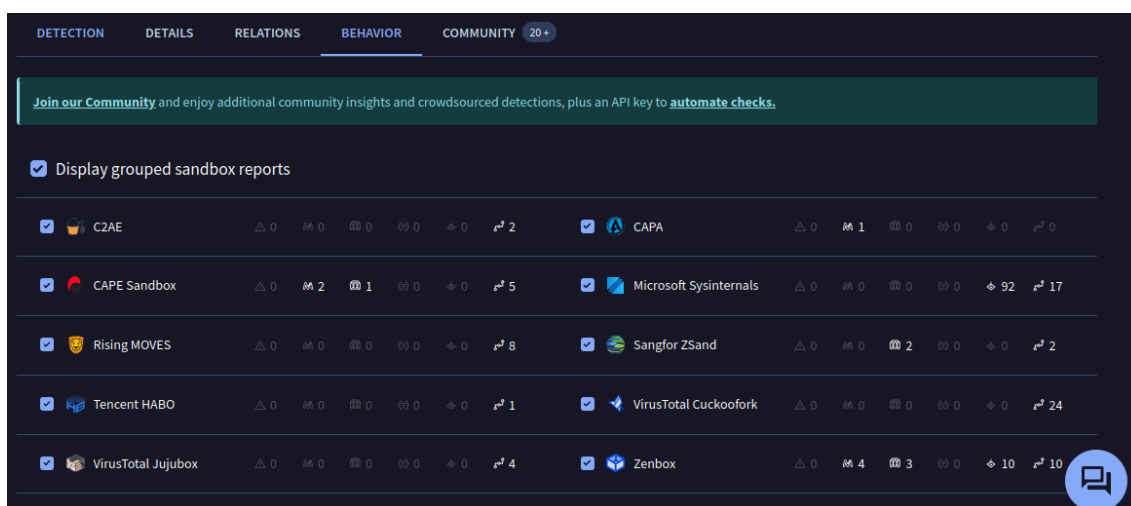 DETECTION DETAILS RELATIONS BEHAVIOR COMMUNITY 20+
Join our Community and enjoy additional community insights and crowdsourced detections, plus an API key to automate checks.
Display grouped sandbox reports
C2AE 0 0 0 0 0 2 CAPA 0 1 0 0 0 0
CAPE Sandbox 0 2 1 0 0 5 Microsoft Sysinternals 0 0 0 0 92 17
Rising MOVES 0 0 0 0 0 8 Sangfor ZSand 0 0 2 0 0 2
Tencent HABO 0 0 0 0 0 1 VirusTotal Cuckoofork 0 0 0 0 0 24
VirusTotal Jujubox 0 0 0 0 0 4 Zenbox 0 4 3 0 10 10